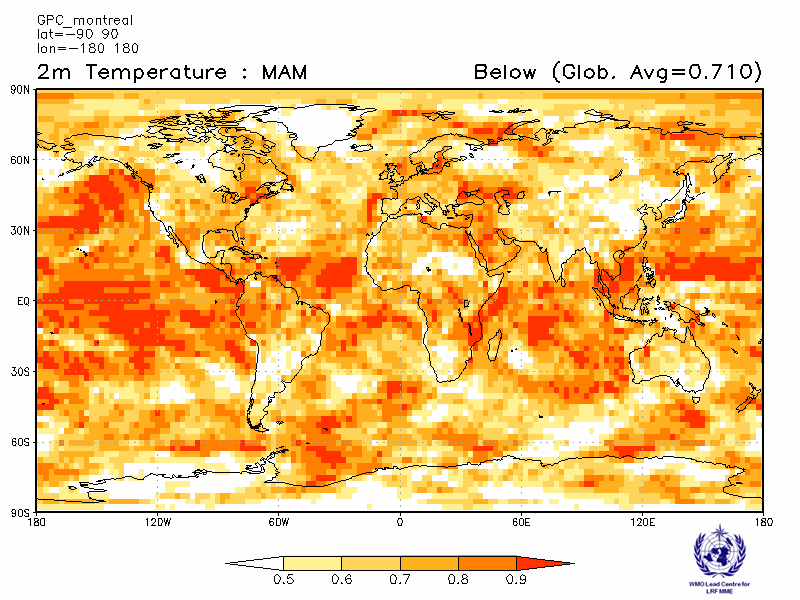 GPC_montreal
lat=-90 90
lon=-180 180
2m Temperature : MAM Below (Glob. Avg=0.710)
90N
60N
30N
EQ
30S
60S
90S
180 120W 60W 0 60E 120E 180
0.5 0.6 0.7 0.8 0.9
WMO Lead Centre for
LRF MME